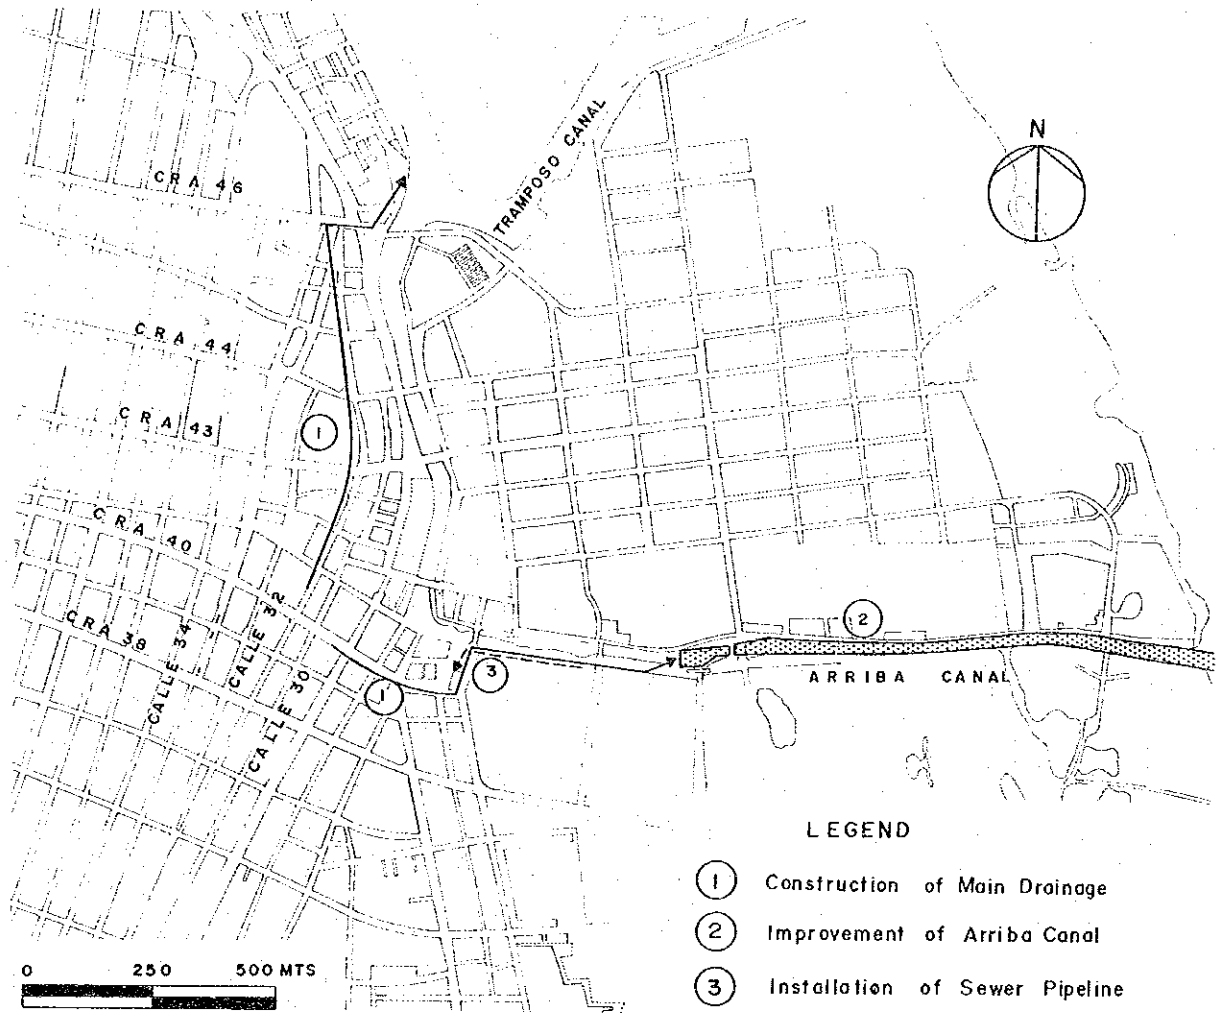 N
TRAMPOSO CANAL
CRA 46
CRA 44
CRA 43
1
CRA 40
CRA 38
CALLE 34
CALLE 32
CALLE 30
1
3
2
ARRIBA CANAL
LEGEND
1 Construction of Main Drainage
2 Improvement of Arriba Canal
3 Installation of Sewer Pipeline
0 250 500 MTS